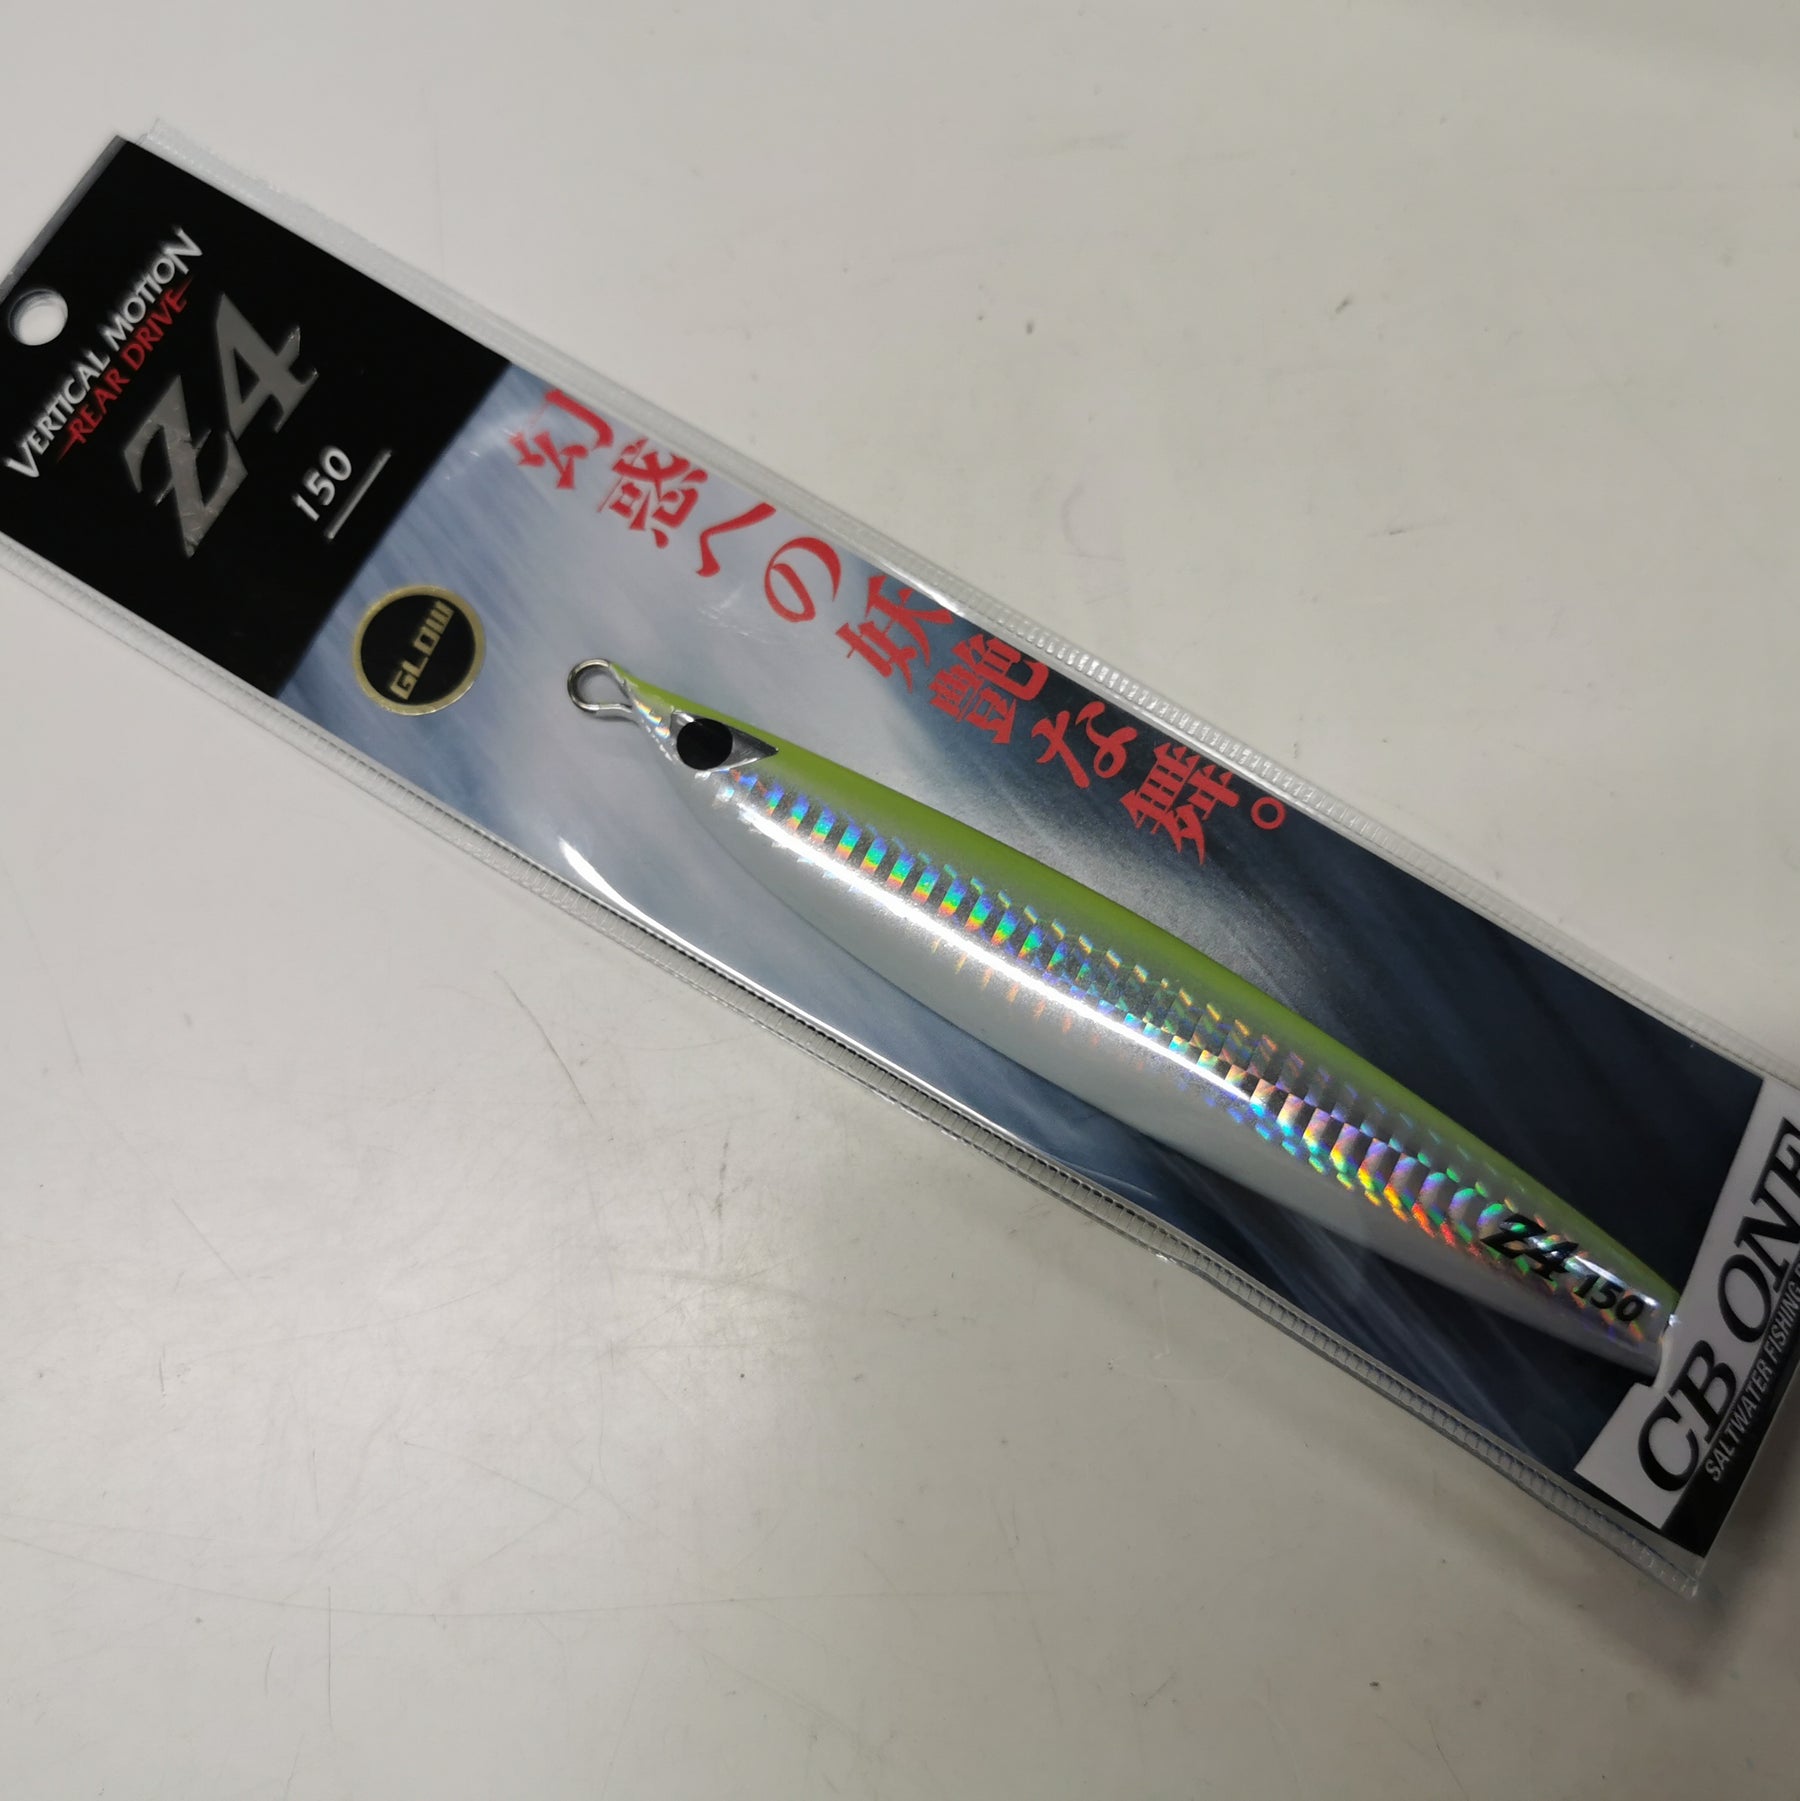 VERTICAL MOTION
REAR DRIVE
Z4
150
GLOW
幻惑への妖艶な舞。
Z4 150
CB ONE
SALTWATER FISHING